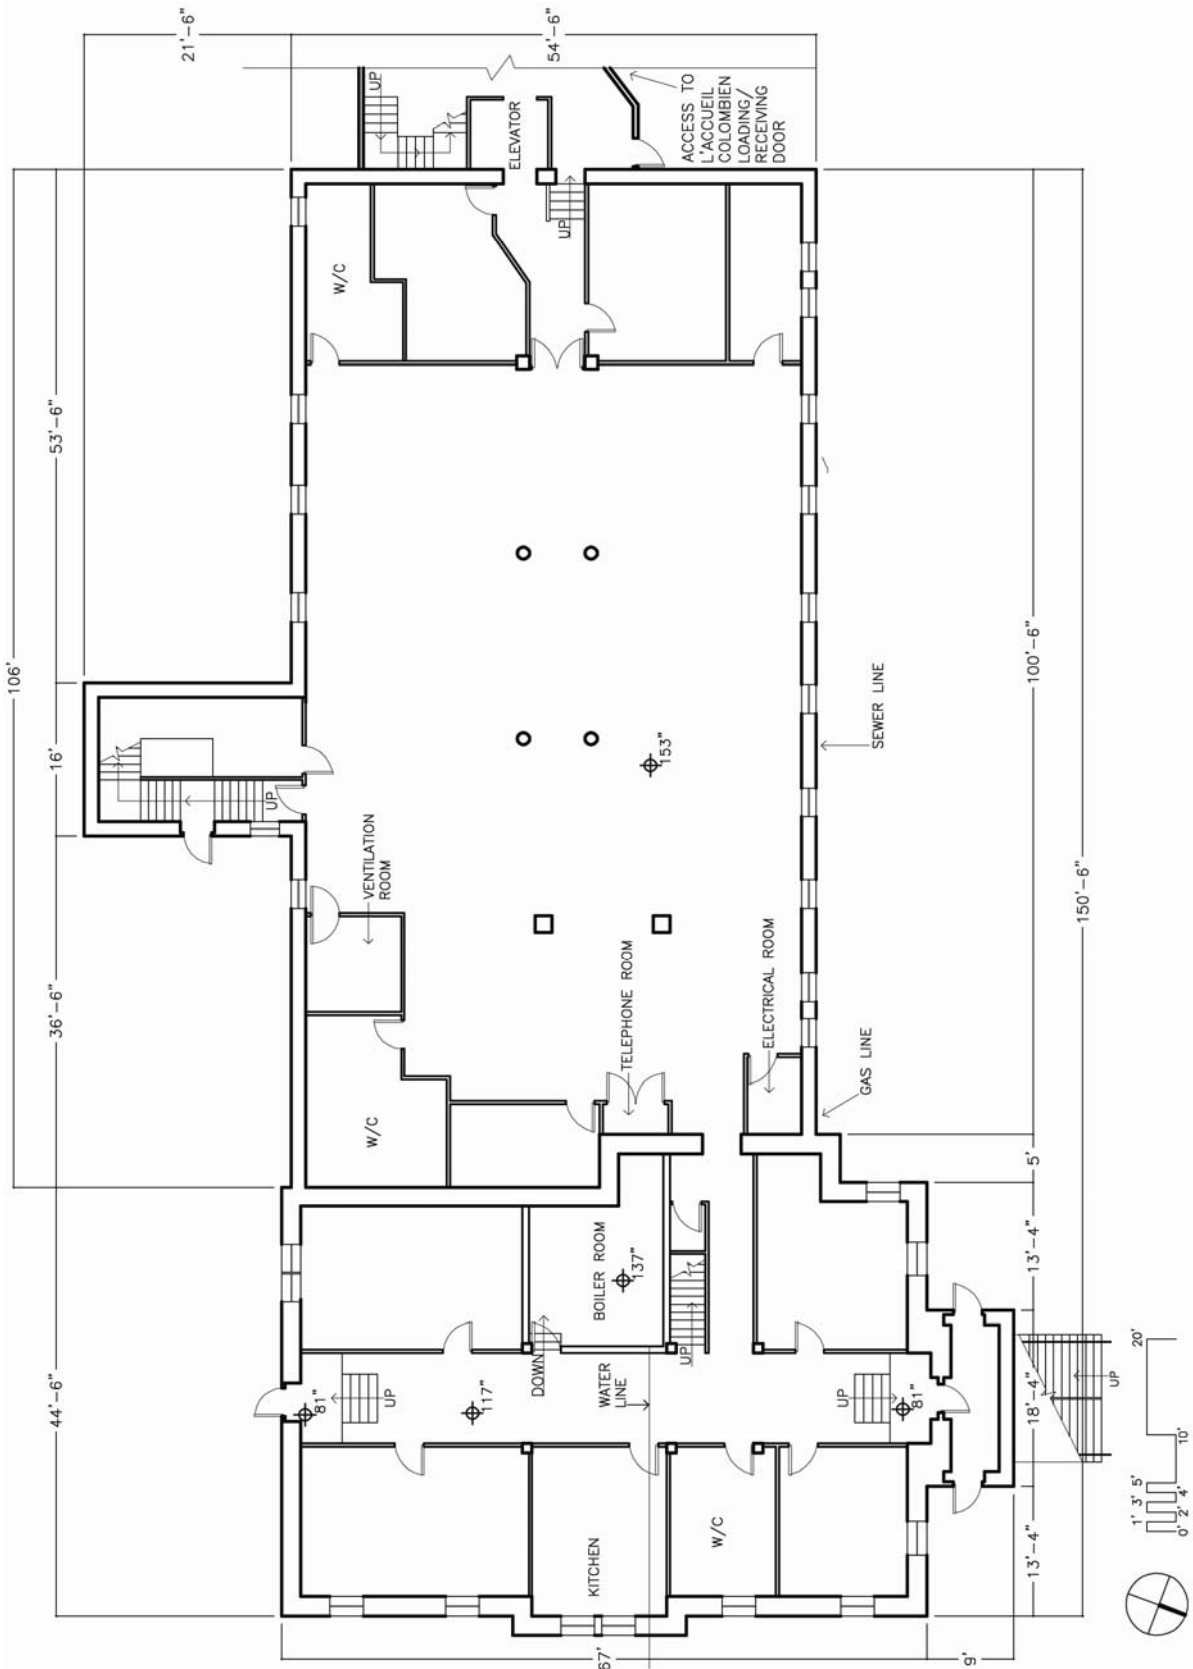 21'-6"
54'-6"
UP
ELEVATOR
ACCESS TO
L'ACCUEIL
COLOMBIEN
LOADING/
RECEIVING
DOOR
UP
W/C
53'-6"
106'
16'
36'-6"
44'-6"
UP
VENTILATION
ROOM
153"
SEWER LINE
100'-6"
150'-6"
TELEPHONE ROOM
ELECTRICAL ROOM
GAS LINE
W/C
5'
13'-4"
18'-4"
13'-4"
BOILER ROOM
137"
UP
DOWN
WATER
LINE
81"
UP
117"
UP
81"
UP
KITCHEN
W/C
67'
9'
20'
10'
1' 3' 5'
0' 2' 4'